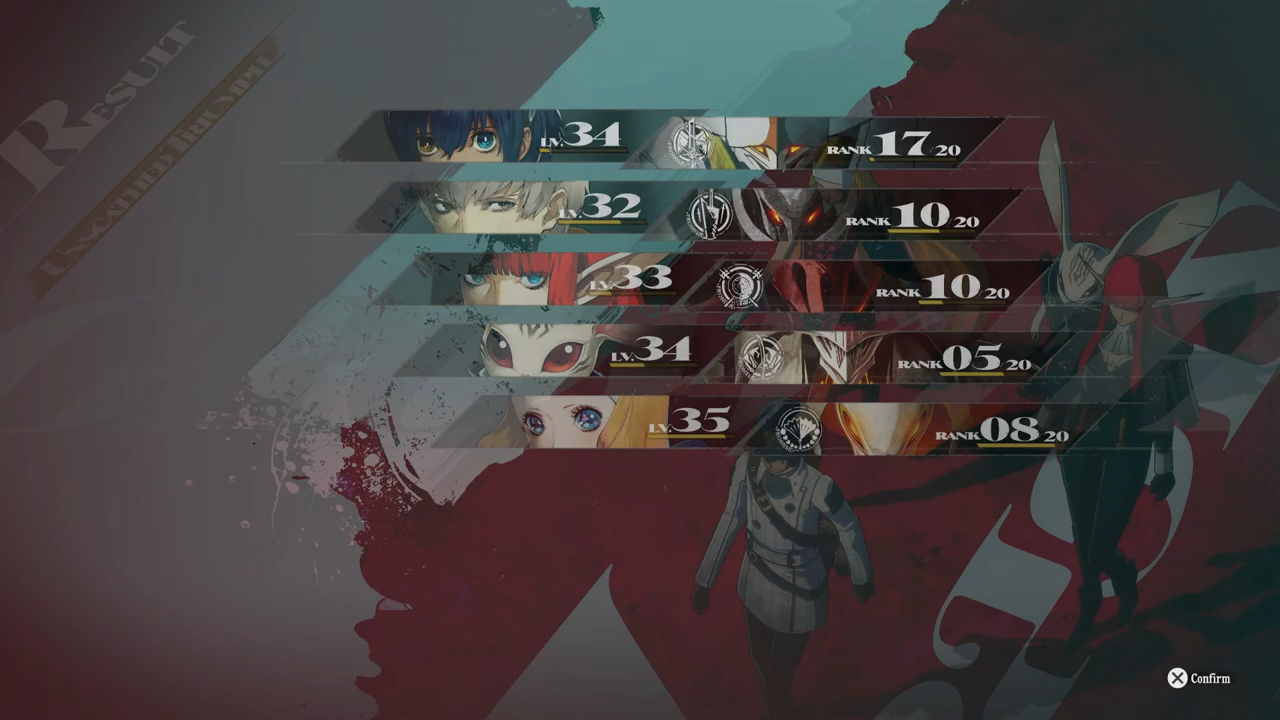 RESULT
UNSCATHED TRIUMPH
LV. 34 RANK 17 20
LV. 32 RANK 10 20
LV. 33 RANK 10 20
LV. 34 RANK 05 20
LV. 35 RANK 08 20
Confirm